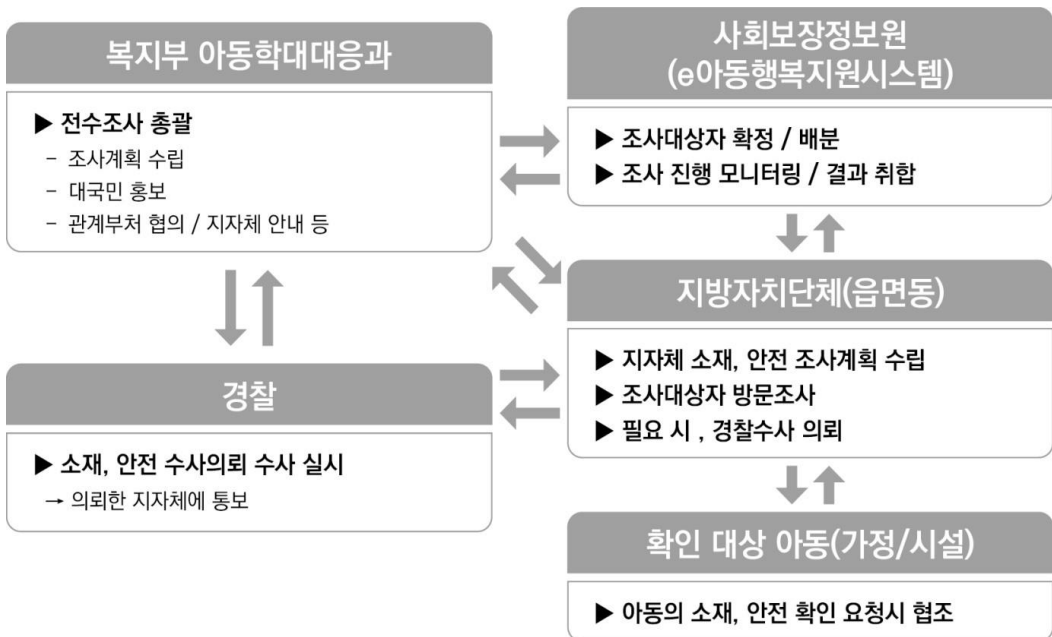 복지부 아동학대대응과
▶ 전수조사 총괄
– 조사계획 수립
– 대국민 홍보
– 관계부처 협의 / 지자체 안내 등
사회보장정보원
(e아동행복지원시스템)
▶ 조사대상자 확정 / 배분
▶ 조사 진행 모니터링 / 결과 취합
지방자치단체(읍면동)
▶ 지자체 소재, 안전 조사계획 수립
▶ 조사대상자 방문조사
▶ 필요 시 , 경찰수사 의뢰
경찰
▶ 소재, 안전 수사의뢰 수사 실시
→ 의뢰한 지자체에 통보
확인 대상 아동(가정/시설)
▶ 아동의 소재, 안전 확인 요청시 협조